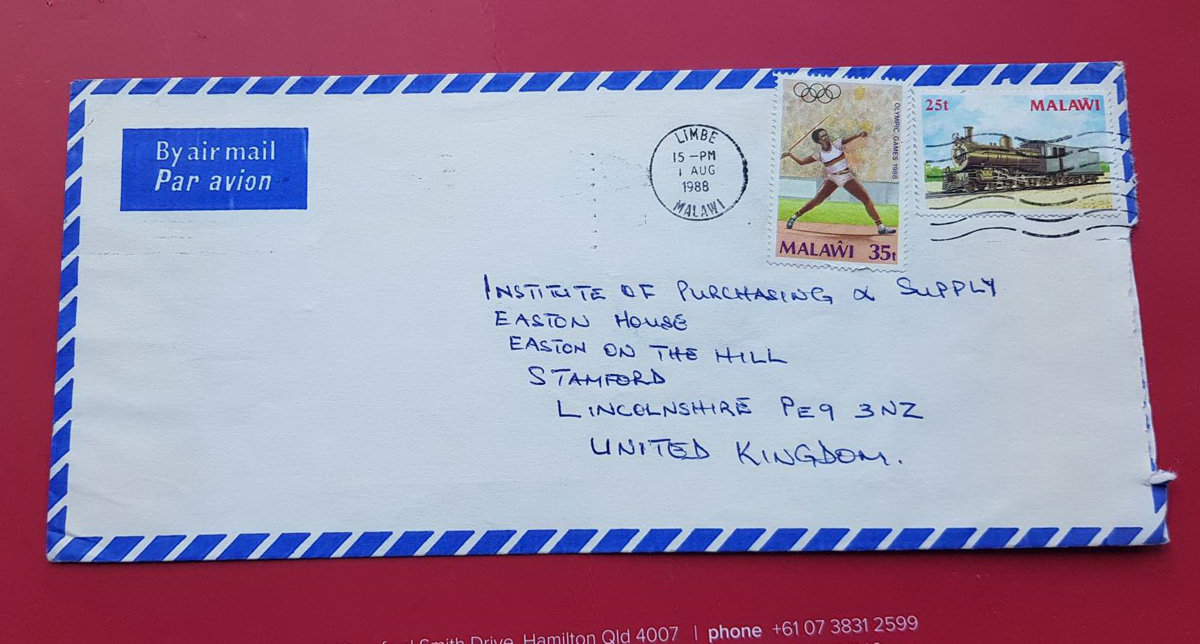 By air mail
Par avion
LIMBE
15 -PM
1 AUG
1988
MALAWI
OLYMPIC GAMES 1988
MALAŴI 35t
25t MALAŴI
INSTITUTE OF PURCHASING & SUPPLY
EASTON HOUSE
EASTON ON THE HILL
STAMFORD
LINCOLNSHIRE PE9 3NZ
UNITED KINGDOM.
Smith Drive, Hamilton Qld 4007 | phone +61 07 3831 2599